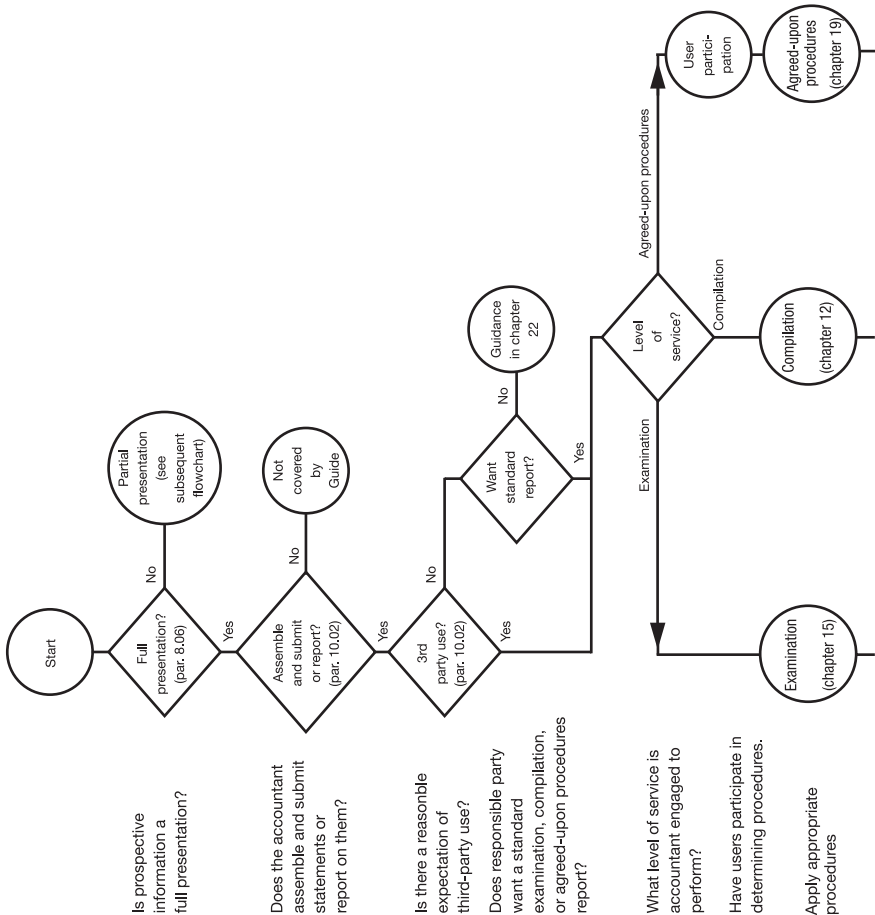 Start
Is prospective
information a
full presentation?
Full
presentation?
(par. 8.06)
No
Partial
presentation
(see
subsequent
flowchart)
Yes
Does the accountant
assemble and submit
statements or
report on them?
Assemble
and submit
or report?
(par. 10.02)
No
Not
covered
by
Guide
Yes
Is there a reasonble
expectation of
third-party use?
3rd
party use?
(par. 10.02)
No
Yes
Does responsible party
want a standard
examination, compilation,
or agreed-upon procedures
report?
Want
standard
report?
No
Guidance
in chapter
22
Yes
What level of service is
accountant engaged to
perform?
Level
of
service?
Examination
Compilation
Agreed-upon procedures
Have users participate in
determining procedures.
User
partici-
pation
Apply appropriate
procedures
Examination
(chapter 15)
Compilation
(chapter 12)
Agreed-upon
procedures
(chapter 19)